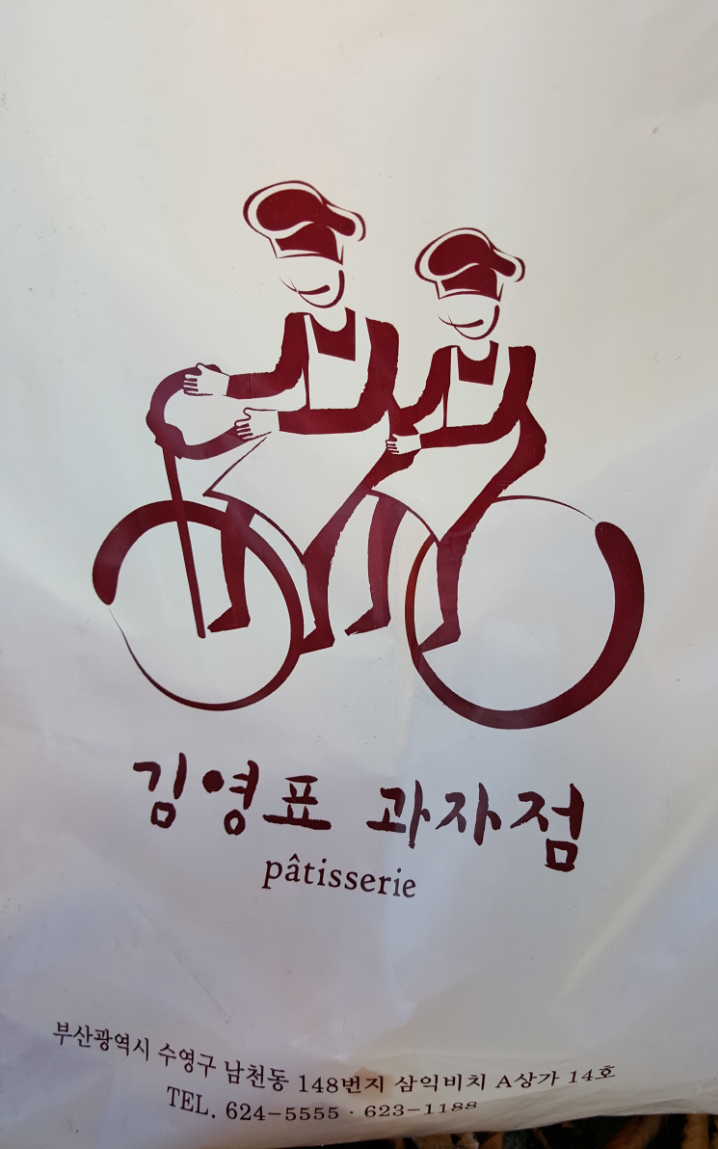 김영표 과자점
pâtisserie
부산광역시 수영구 남천동 148번지 삼익비치 A상가 14호
TEL. 624-5555 · 623-1188